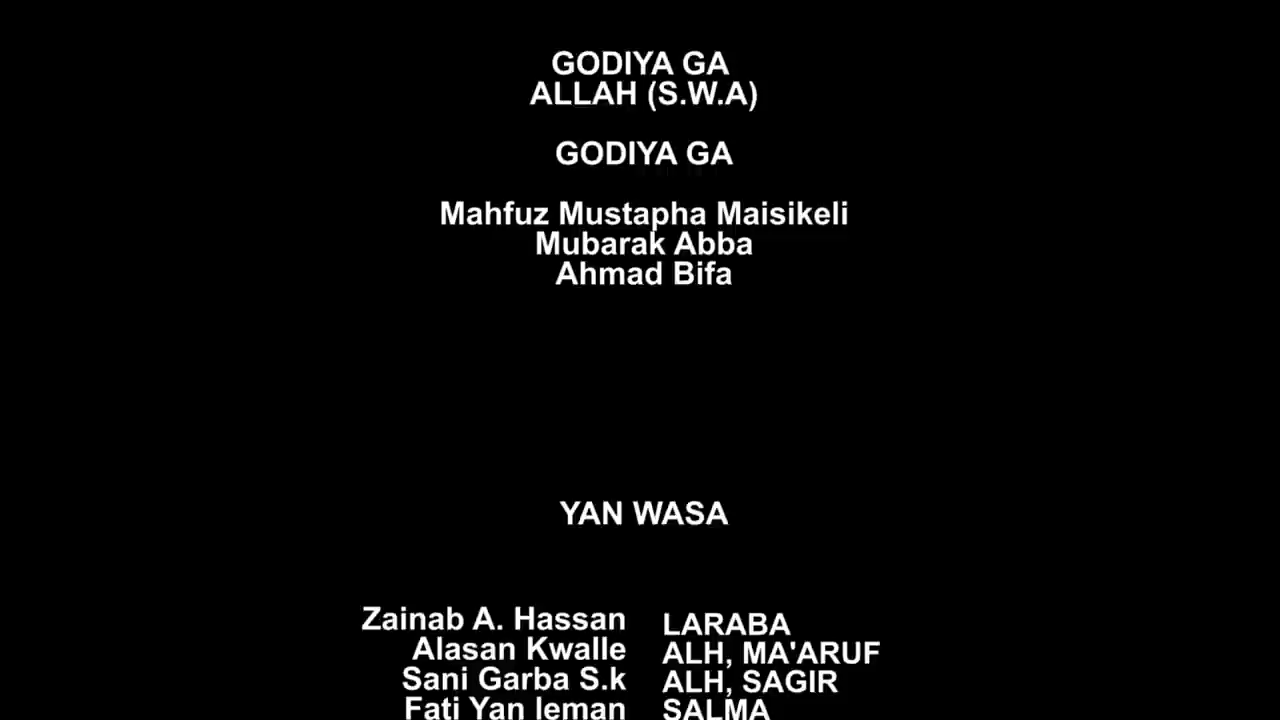 GODIYA GA
ALLAH (S.W.A)
GODIYA GA
Mahfuz Mustapha Maisikeli
Mubarak Abba
Ahmad Bifa
YAN WASA
Zainab A. Hassan LARABA
Alasan Kwalle ALH, MA'ARUF
Sani Garba S.k ALH, SAGIR
Fati Yan leman SALMA